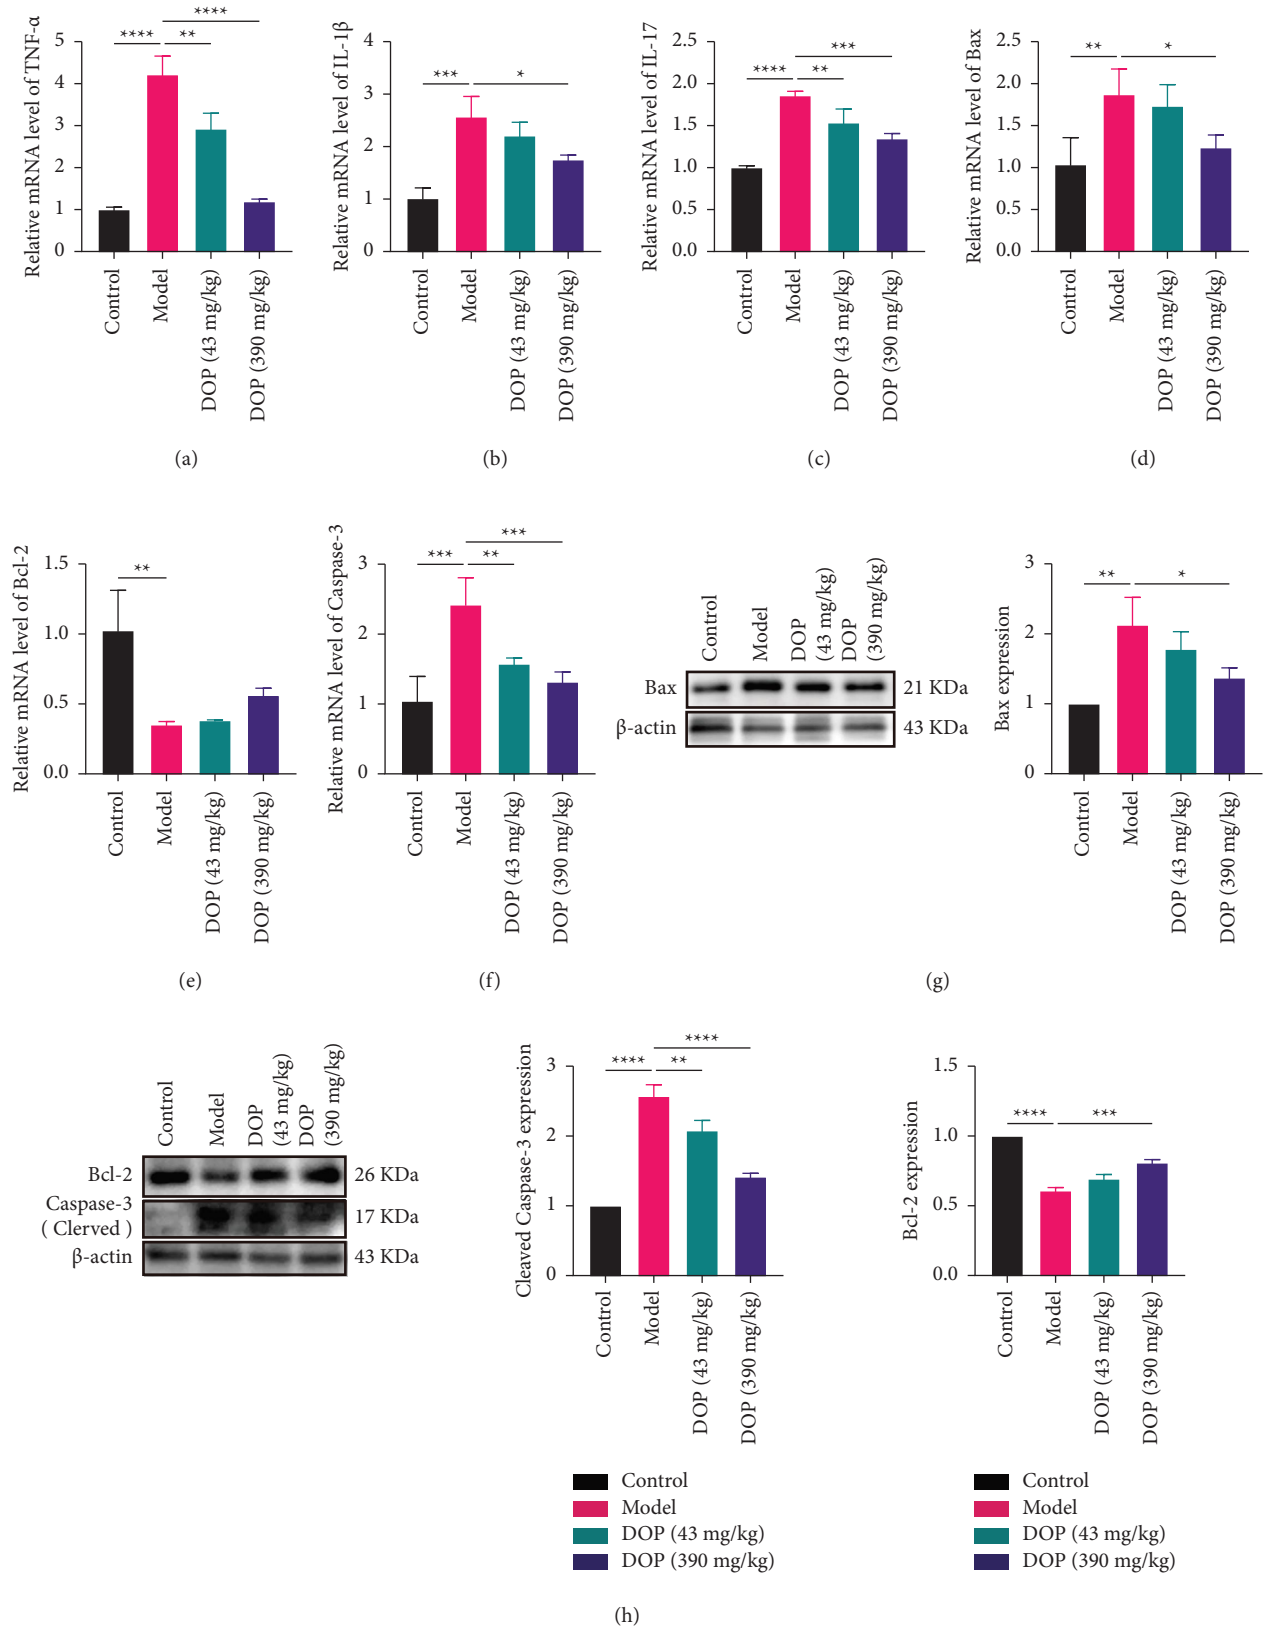 Relative mRNA level of TNF-α
5
4
3
2
1
0
****
****
**
Control
Model
DOP (43 mg/kg)
DOP (390 mg/kg)
(a)
Relative mRNA level of IL-1β
4
3
2
1
0
***
*
Control
Model
DOP (43 mg/kg)
DOP (390 mg/kg)
(b)
Relative mRNA level of IL-17
2.5
2.0
1.5
1.0
0.5
0.0
***
****
**
Control
Model
DOP (43 mg/kg)
DOP (390 mg/kg)
(c)
Relative mRNA level of Bax
2.5
2.0
1.5
1.0
0.5
0.0
**
*
Control
Model
DOP (43 mg/kg)
DOP (390 mg/kg)
(d)
Relative mRNA level of Bcl-2
1.5
1.0
0.5
0.0
**
Control
Model
DOP (43 mg/kg)
DOP (390 mg/kg)
(e)
Relative mRNA level of Caspase-3
3
2
1
0
***
***
**
Control
Model
DOP (43 mg/kg)
DOP (390 mg/kg)
(f)
Control
Model
DOP
(43 mg/kg)
DOP
(390 mg/kg)
Bax
21 KDa
β-actin
43 KDa
Bax expression
3
2
1
0
**
*
Control
Model
DOP (43 mg/kg)
DOP (390 mg/kg)
(g)
Control
Model
DOP
(43 mg/kg)
DOP
(390 mg/kg)
Bcl-2
26 KDa
Caspase-3
( Clerved )
17 KDa
β-actin
43 KDa
Cleaved Caspase-3 expression
3
2
1
0
****
****
**
Control
Model
DOP (43 mg/kg)
DOP (390 mg/kg)
Control
Model
DOP (43 mg/kg)
DOP (390 mg/kg)
Bcl-2 expression
1.5
1.0
0.5
0.0
****
***
Control
Model
DOP (43 mg/kg)
DOP (390 mg/kg)
Control
Model
DOP (43 mg/kg)
DOP (390 mg/kg)
(h)